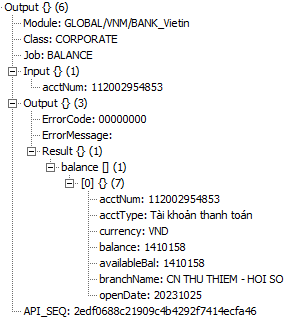 Output {} (6)
Module: GLOBAL/VNM/BANK_Vietin
Class: CORPORATE
Job: BALANCE
Input {} (1)
acctNum: 112002954853
Output {} (3)
ErrorCode: 00000000
ErrorMessage:
Result {} (1)
balance [] (1)
[0] {} (7)
acctNum: 112002954853
acctType: Tài khoản thanh toán
currency: VND
balance: 1410158
availableBal: 1410158
branchName: CN THU THIEM - HOI SO
openDate: 20231025
API_SEQ: 2edf0688c21909c4b4292f7414ecfa46